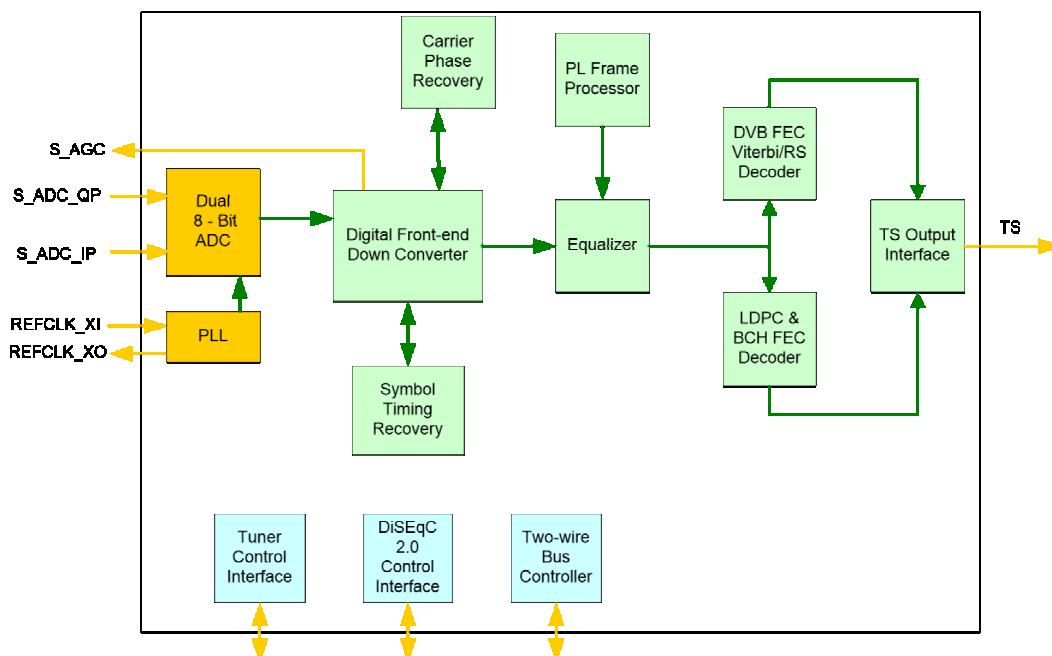 Carrier
Phase
Recovery
PL Frame
Processor
DVB FEC
Viterbi/RS
Decoder
S_AGC
S_ADC_QP
S_ADC_IP
Dual
8 - Bit
ADC
Digital Front-end
Down Converter
Equalizer
TS Output
Interface
TS
REFCLK_XI
REFCLK_XO
PLL
LDPC &
BCH FEC
Decoder
Symbol
Timing
Recovery
Tuner
Control
Interface
DiSEqC
2.0
Control
Interface
Two-wire
Bus
Controller